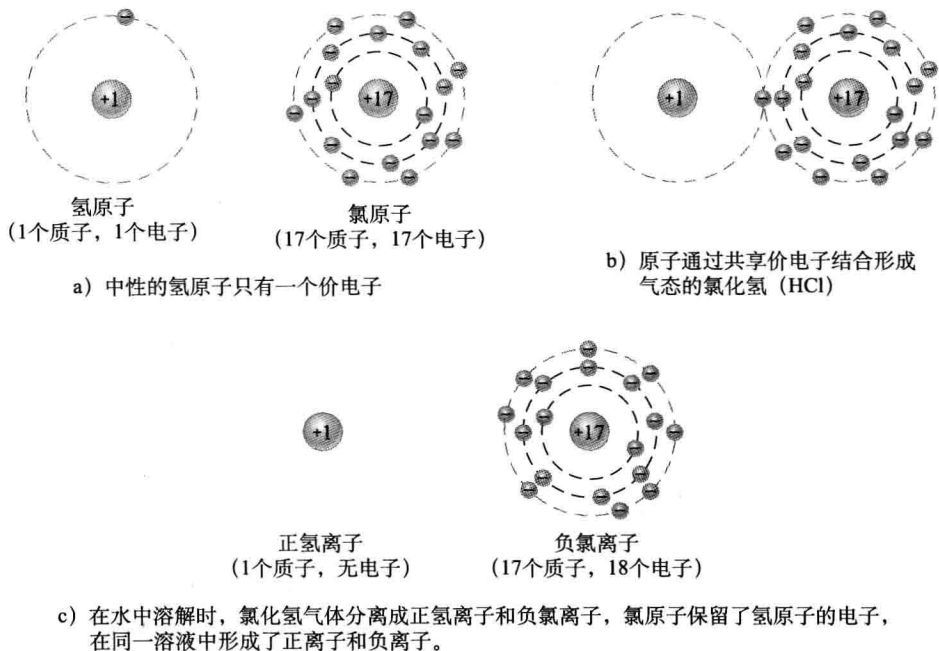 +1
+17
氢原子
(1个质子，1个电子)
氯原子
(17个质子，17个电子)
a）中性的氢原子只有一个价电子
+1
+17
b）原子通过共享价电子结合形成
气态的氯化氢（HCl）
+1
+17
正氢离子
(1个质子，无电子)
负氯离子
(17个质子，18个电子)
c）在水中溶解时，氯化氢气体分离成正氢离子和负氯离子，氯原子保留了氢原子的电子，
在同一溶液中形成了正离子和负离子。